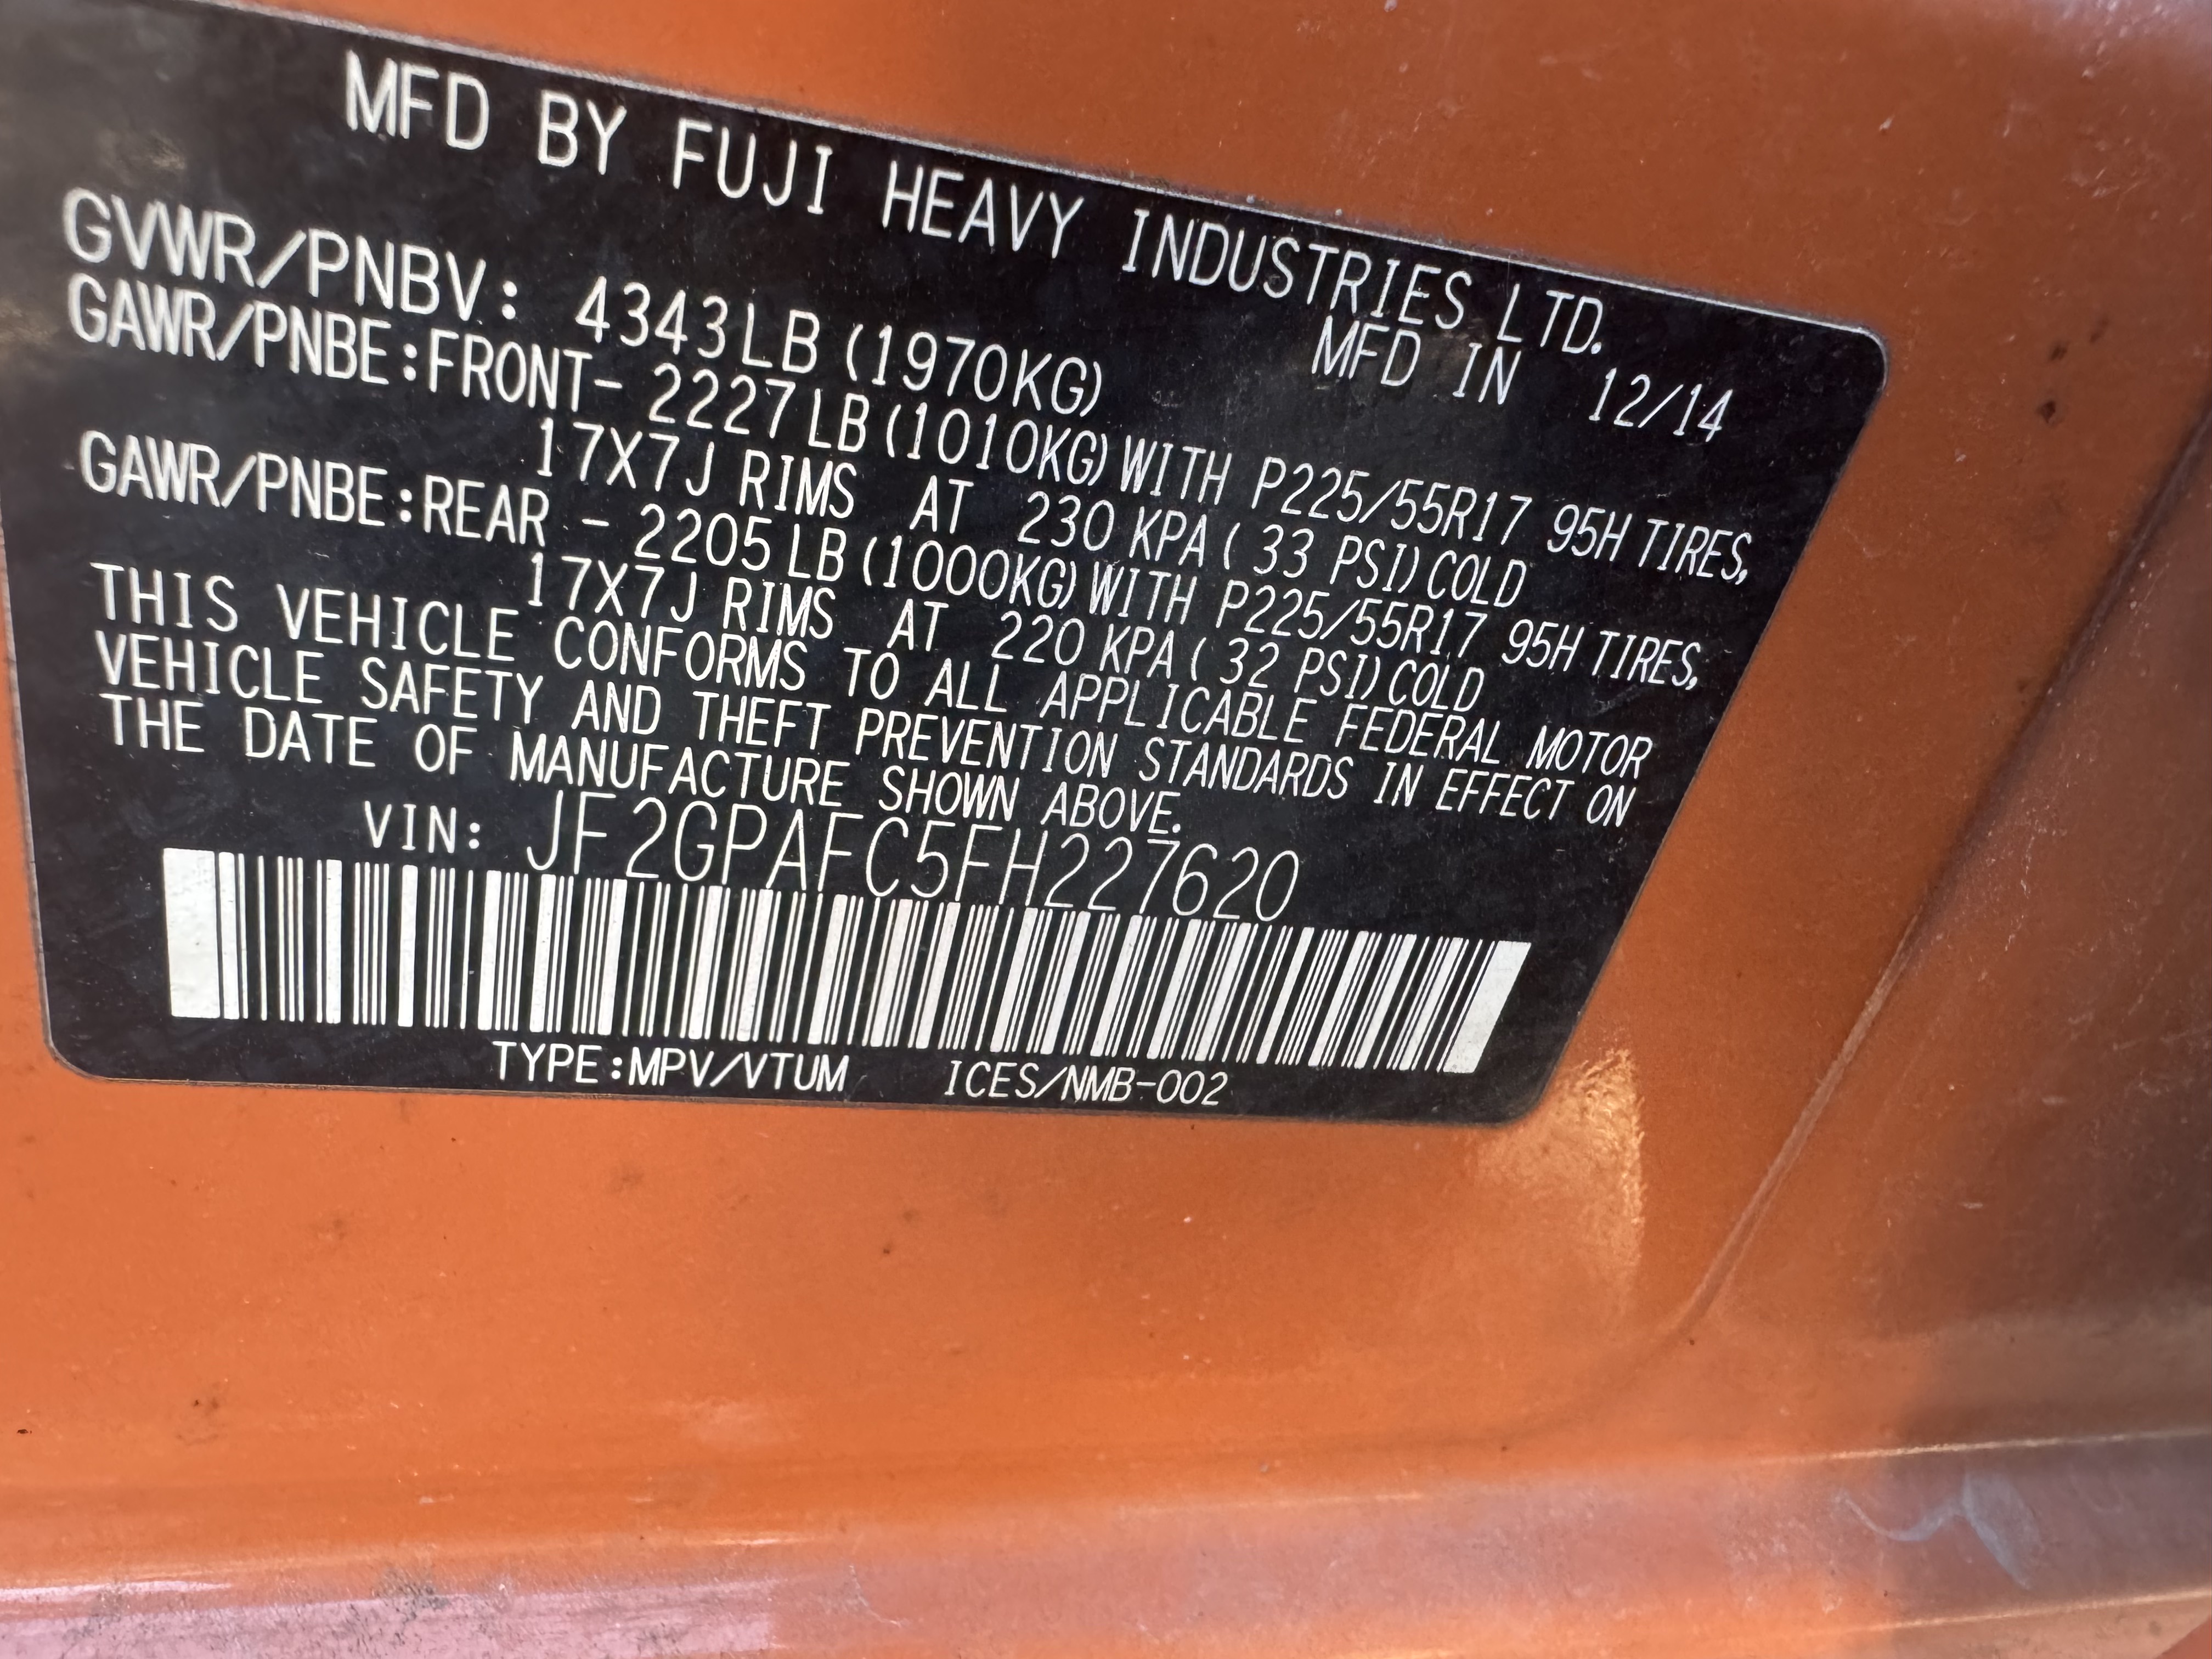 MFD BY FUJI HEAVY INDUSTRIES LTD.
MFD IN 12/14
GVWR/PNBV: 4343LB (1970KG)
GAWR/PNBE:FRONT- 2227LB (1010KG) WITH P225/55R17 95H TIRES,
17X7J RIMS AT 230 KPA ( 33 PSI) COLD
GAWR/PNBE:REAR - 2205LB (1000KG) WITH P225/55R17 95H TIRES,
17X7J RIMS AT 220 KPA ( 32 PSI) COLD
THIS VEHICLE CONFORMS TO ALL APPLICABLE FEDERAL MOTOR
VEHICLE SAFETY AND THEFT PREVENTION STANDARDS IN EFFECT ON
THE DATE OF MANUFACTURE SHOWN ABOVE.
VIN: JF2GPAFC5FH227620
TYPE:MPV/VTUM ICES/NMB-002